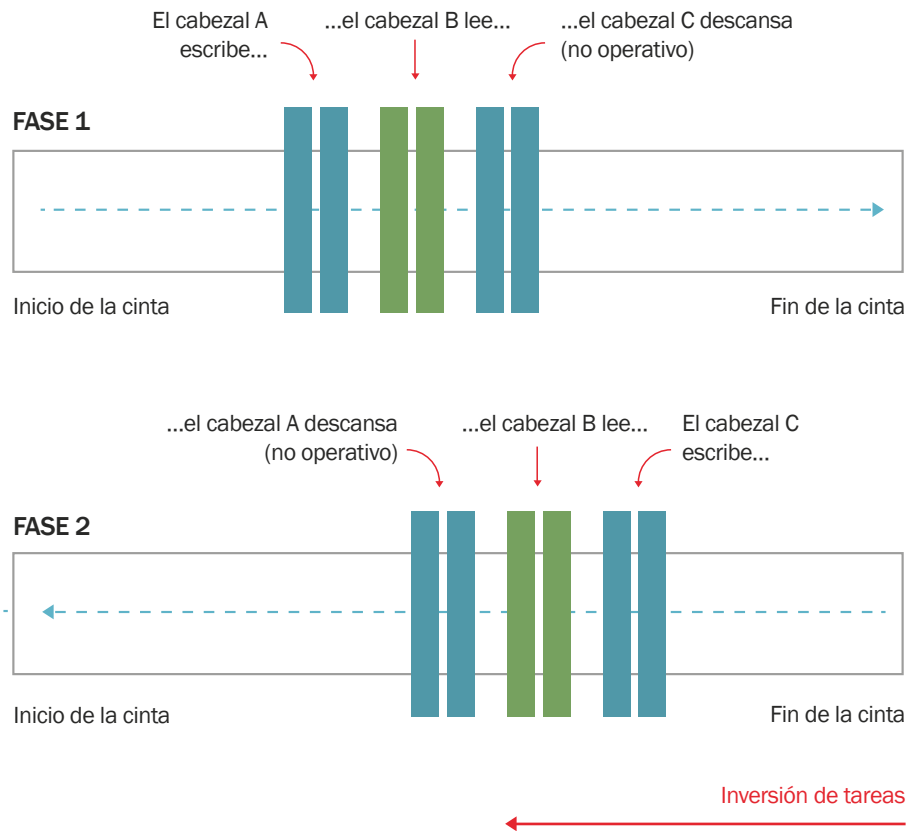 El cabezal A
escribe...
...el cabezal B lee...
...el cabezal C descansa
(no operativo)
FASE 1
Inicio de la cinta
Fin de la cinta
...el cabezal A descansa
(no operativo)
...el cabezal B lee...
El cabezal C
escribe...
FASE 2
Inicio de la cinta
Fin de la cinta
Inversión de tareas